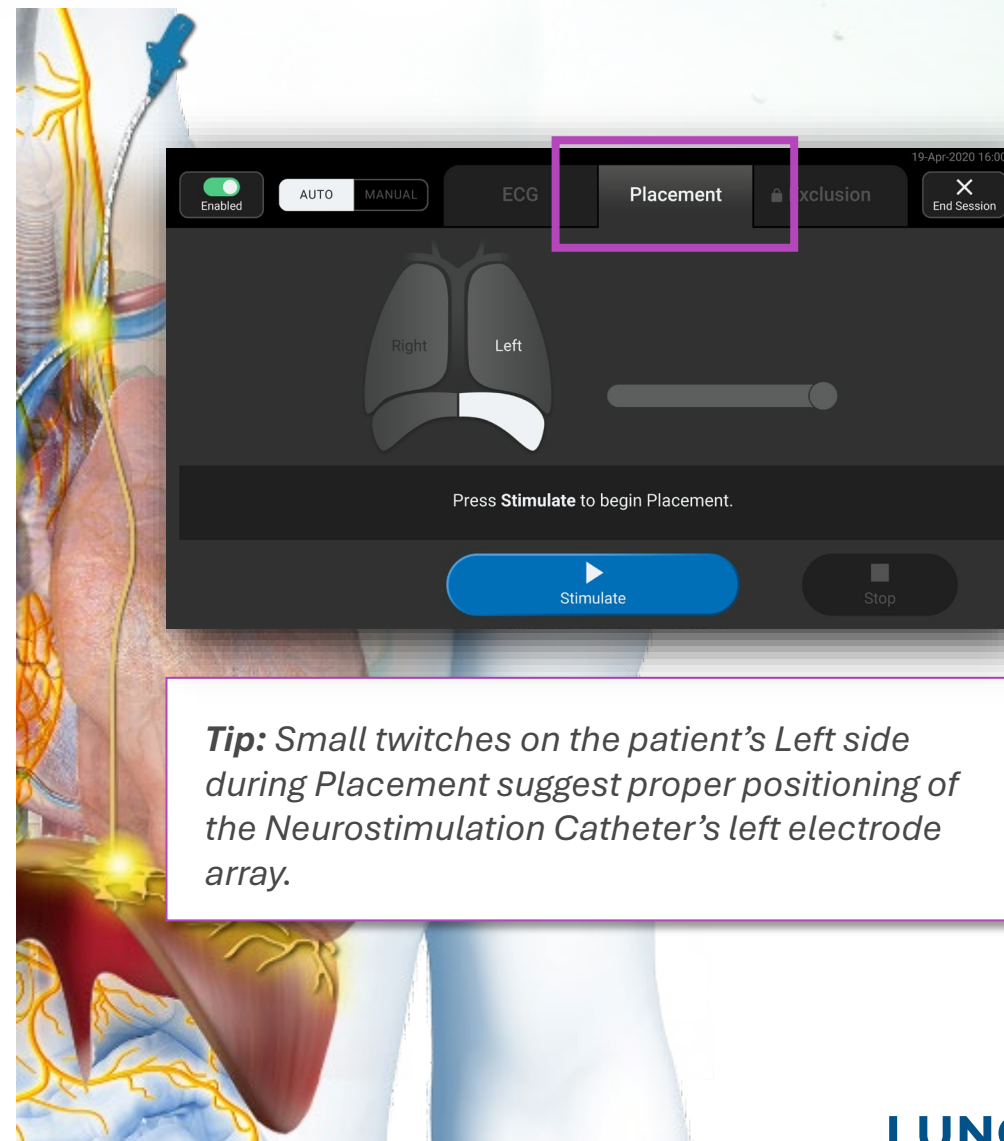 19-Apr-2020 16:00
Enabled
AUTO MANUAL
ECG
Placement
Exclusion
End Session
Right
Left
Press Stimulate to begin Placement.
Stimulate
Stop
Tip: Small twitches on the patient’s Left side
during Placement suggest proper positioning of
the Neurostimulation Catheter’s left electrode
array.
LUNG